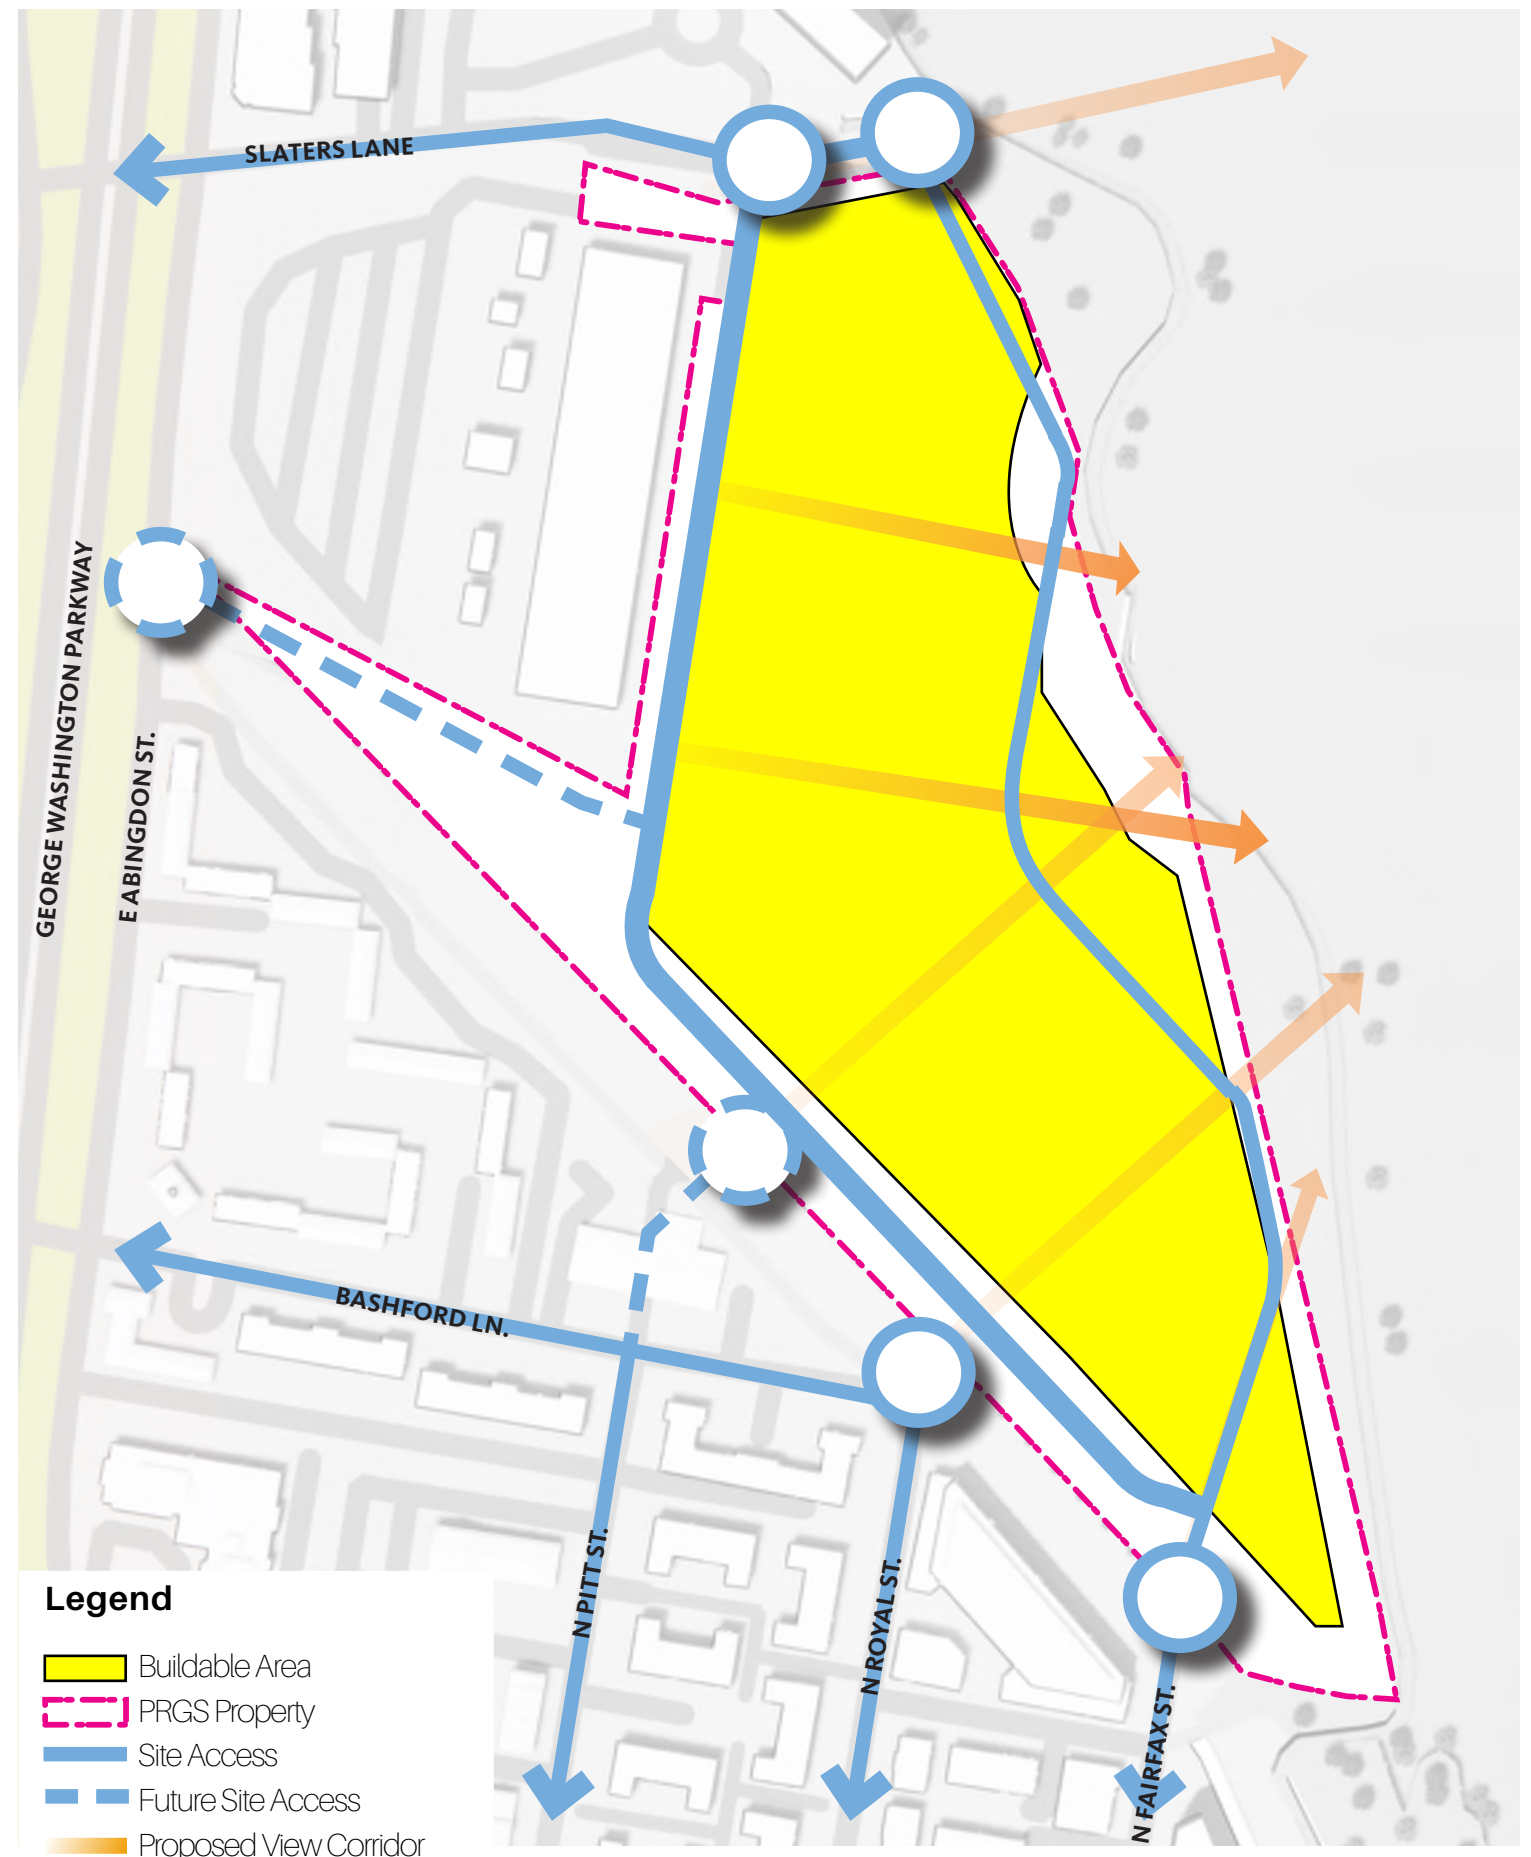 SLATERS LANE
GEORGE WASHINGTON PARKWAY
E ABINGDON ST.
BASHFORD LN.
N PITT ST.
N ROYAL ST.
N FAIRFAX ST.
Legend
Buildable Area
PRGS Property
Site Access
Future Site Access
Proposed View Corridor